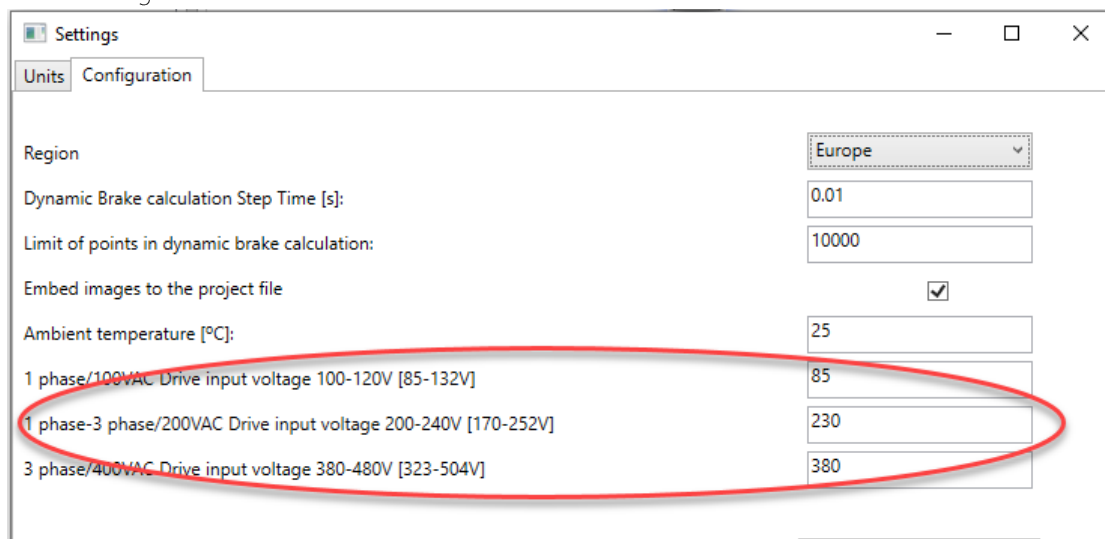 Settings
Units Configuration
Region Europe
Dynamic Brake calculation Step Time [s]: 0.01
Limit of points in dynamic brake calculation: 10000
Embed images to the project file
Ambient temperature [ºC]: 25
1 phase/100VAC Drive input voltage 100-120V [85-132V] 85
1 phase-3 phase/200VAC Drive input voltage 200-240V [170-252V] 230
3 phase/400VAC Drive input voltage 380-480V [323-504V] 380